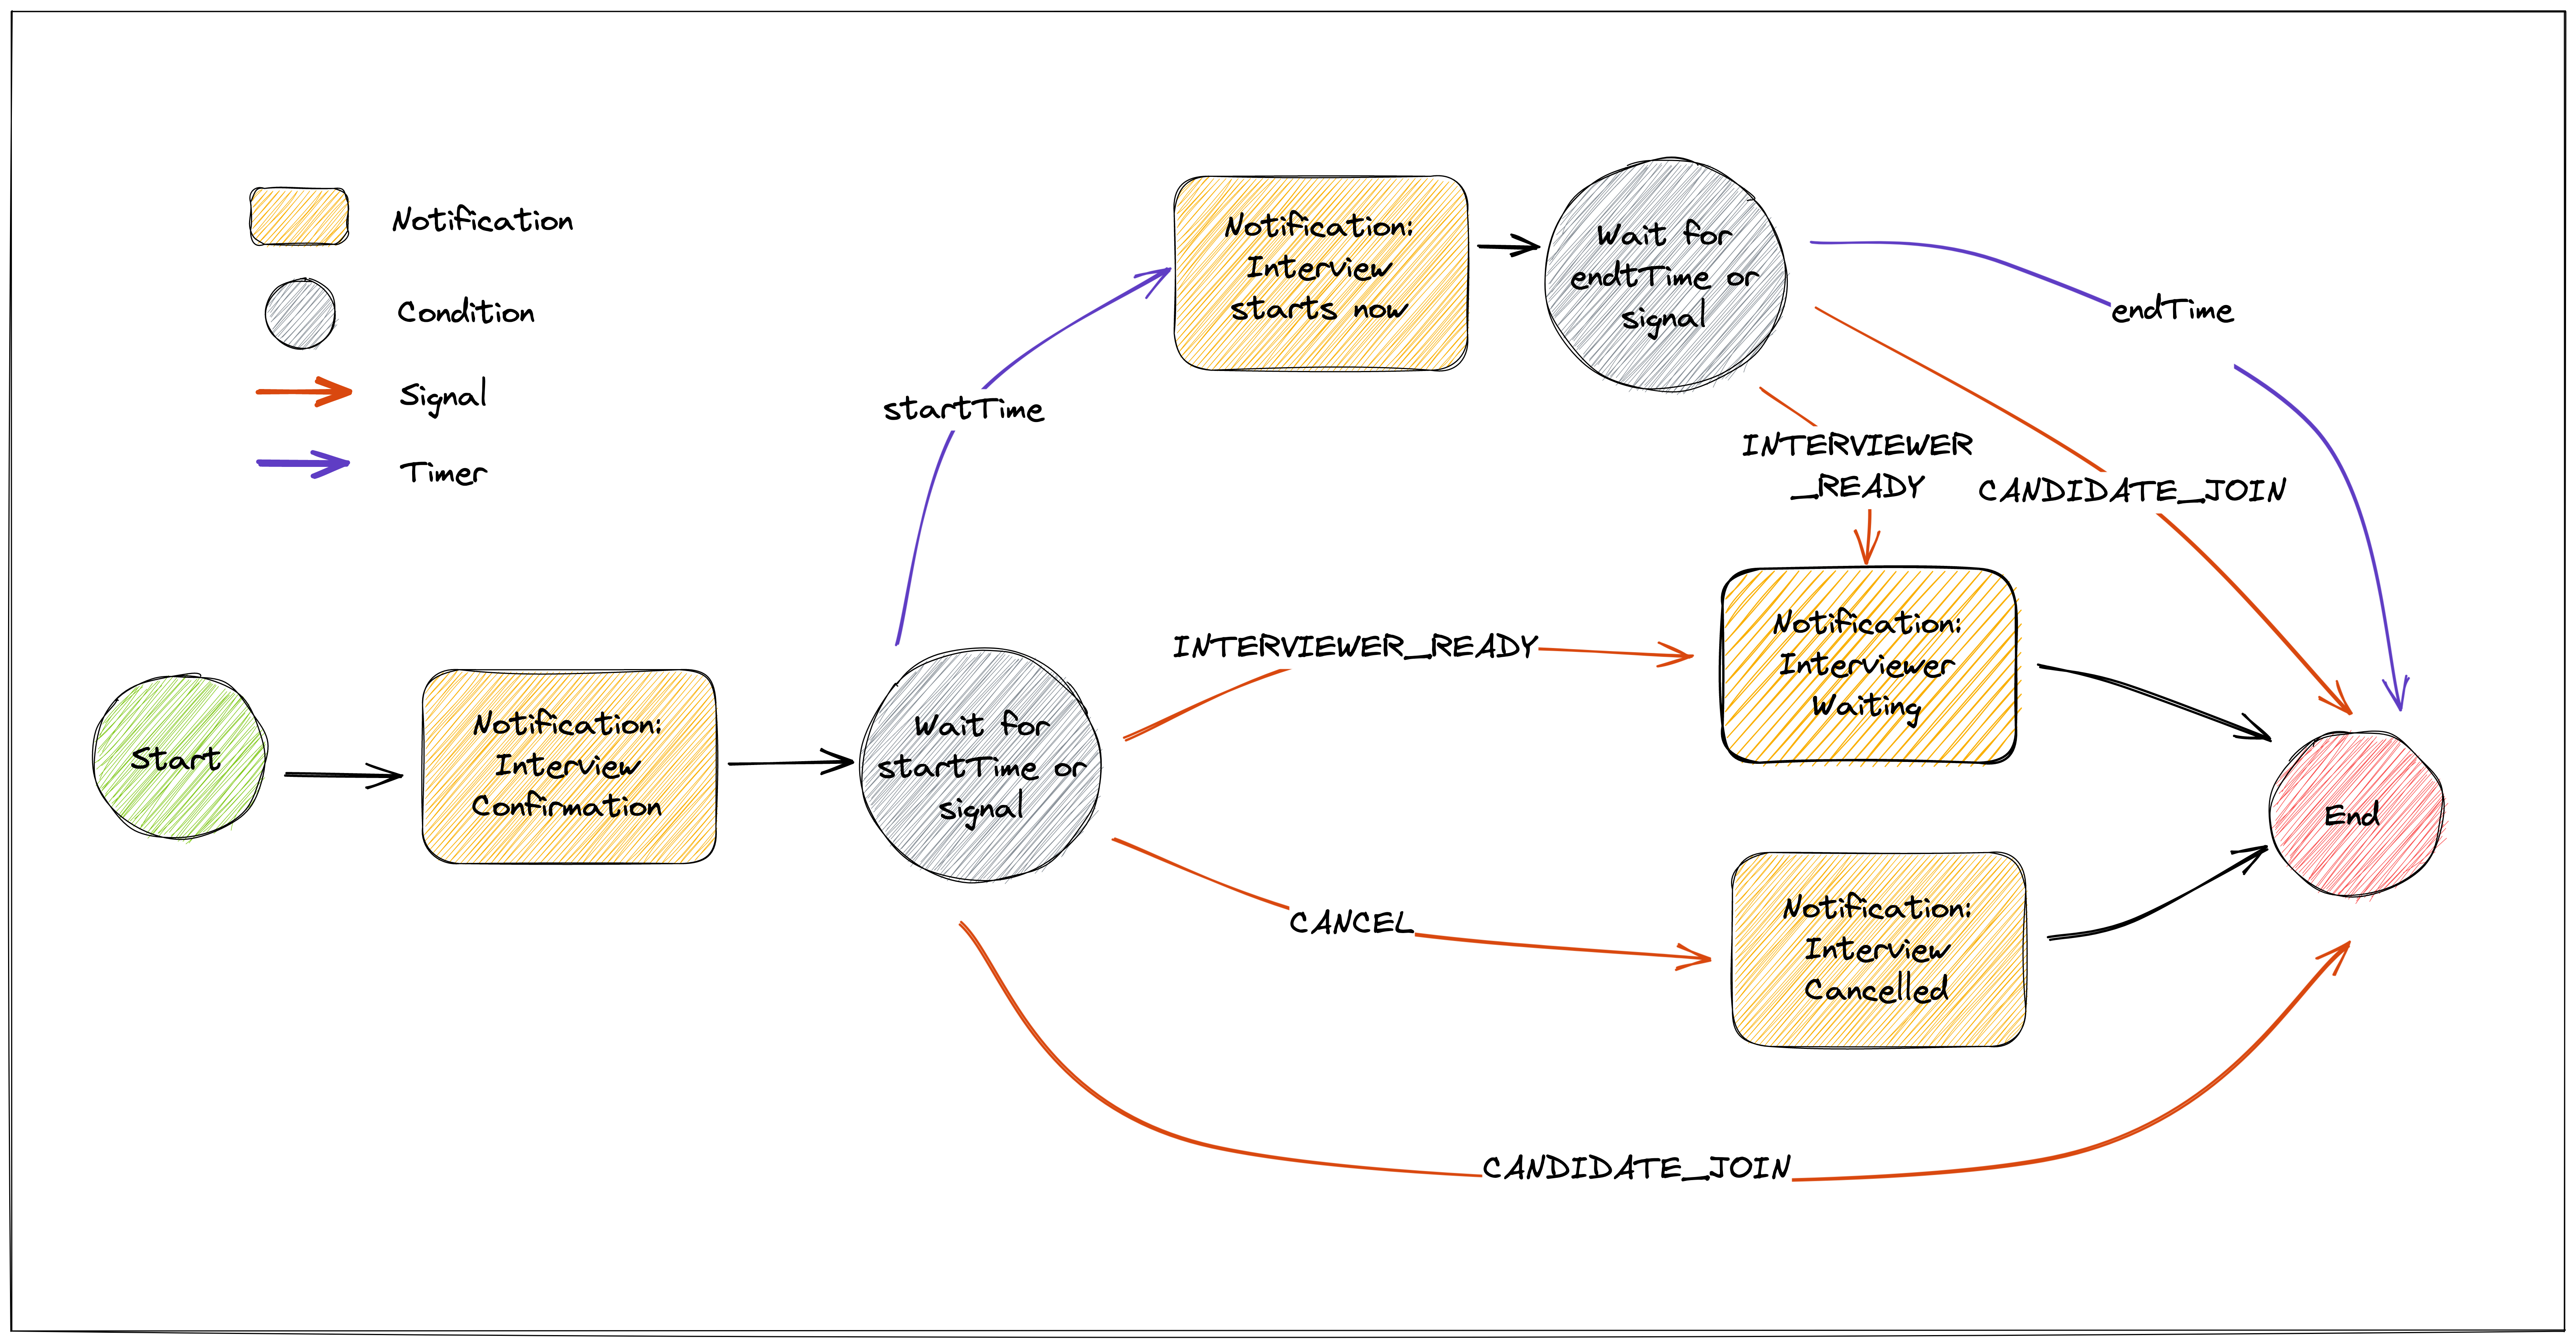 Notification
Condition
Signal
Timer
Notification:
Interview
starts now
Wait for
endtTime or
signal
endTime
startTime
INTERVIEWER
_READY
CANDIDATE_JOIN
Start
Notification:
Interview
Confirmation
Wait for
startTime or
signal
INTERVIEWER_READY
Notification:
Interviewer
Waiting
CANCEL
Notification:
Interview
Cancelled
End
CANDIDATE_JOIN